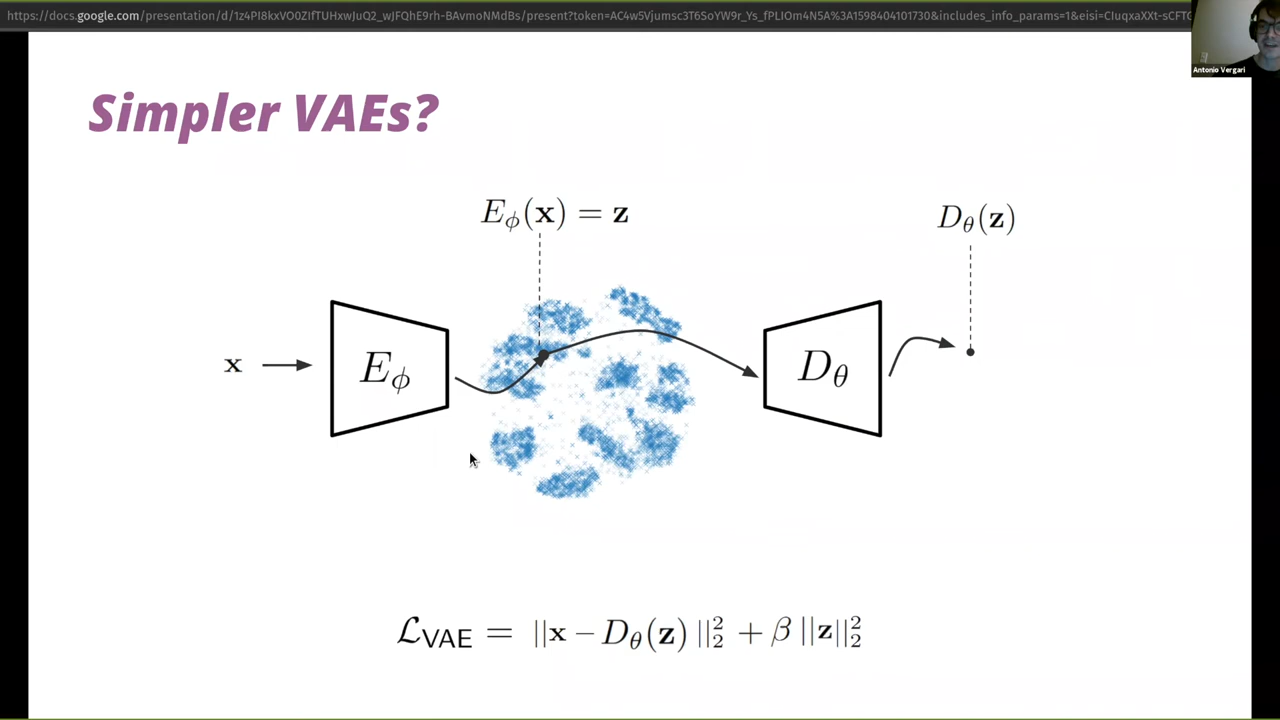 https://docs.google.com/presentation/d/1z4PI8kxVO0ZIfTUHxwJuQ2_wJFQhE9rh-BAvmoNMdBs/present?token=AC4w5Vjumsc3T6SoYW9r_Ys_fPLIOm4N5A%3A1598404101730&includes_info_params=1&eisi=CIuqxaXXt-sCFTG
Antonio Vergari
Simpler VAEs?
E_ϕ(x) = z
D_θ(z)
x
E_ϕ
D_θ
ℒ_VAE = ||x − D_θ(z)||₂² + β||z||₂²